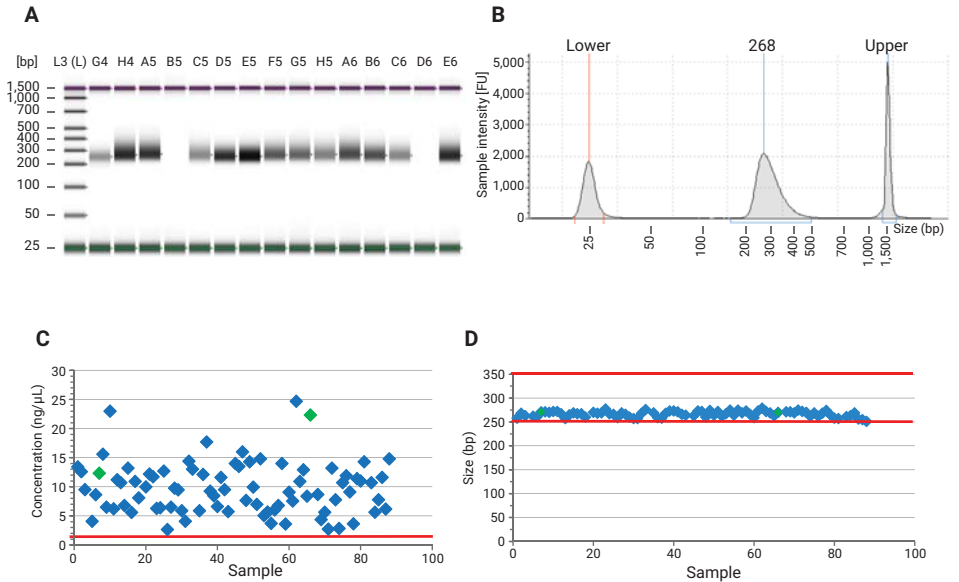 A
[bp] L3 (L) G4 H4 A5 B5 C5 D5 E5 F5 G5 H5 A6 B6 C6 D6 E6
1,500
1,000
700
500
400
300
200
100
50
25
B
Lower 268 Upper
Sample intensity [FU]
5,000
4,000
3,000
2,000
1,000
0
25 50 100 200 300 400 500 700 1,000 1,500
Size (bp)
C
Concentration (ng/µL)
30
25
20
15
10
5
0
0 20 40 60 80 100
Sample
D
Size (bp)
350
300
250
200
150
100
50
0
0 20 40 60 80 100
Sample